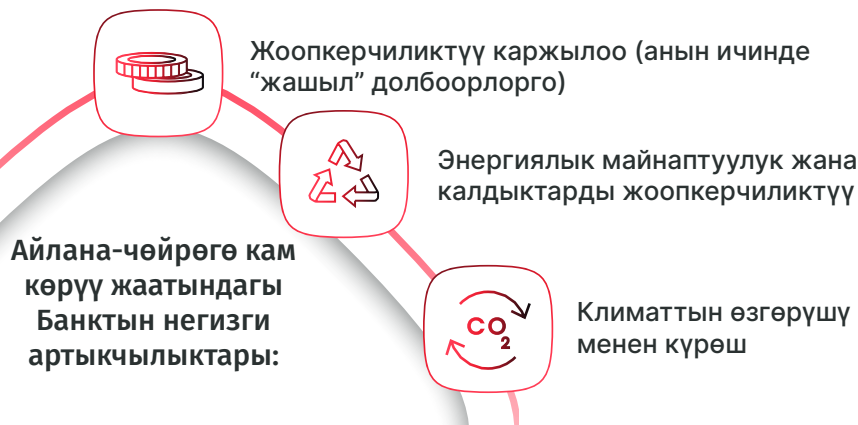 Жоопкерчиликтүү каржылоо (анын ичинде
“жашыл” долбоорлорго)
Энергиялык майнаптуулук жана
калдыктарды жоопкерчиликтүү
Айлана-чөйрөгө кам
көрүү жаатындагы
Банктын негизги
артыкчылыктары:
CO2
Климаттын өзгөрүшү
менен күрөш